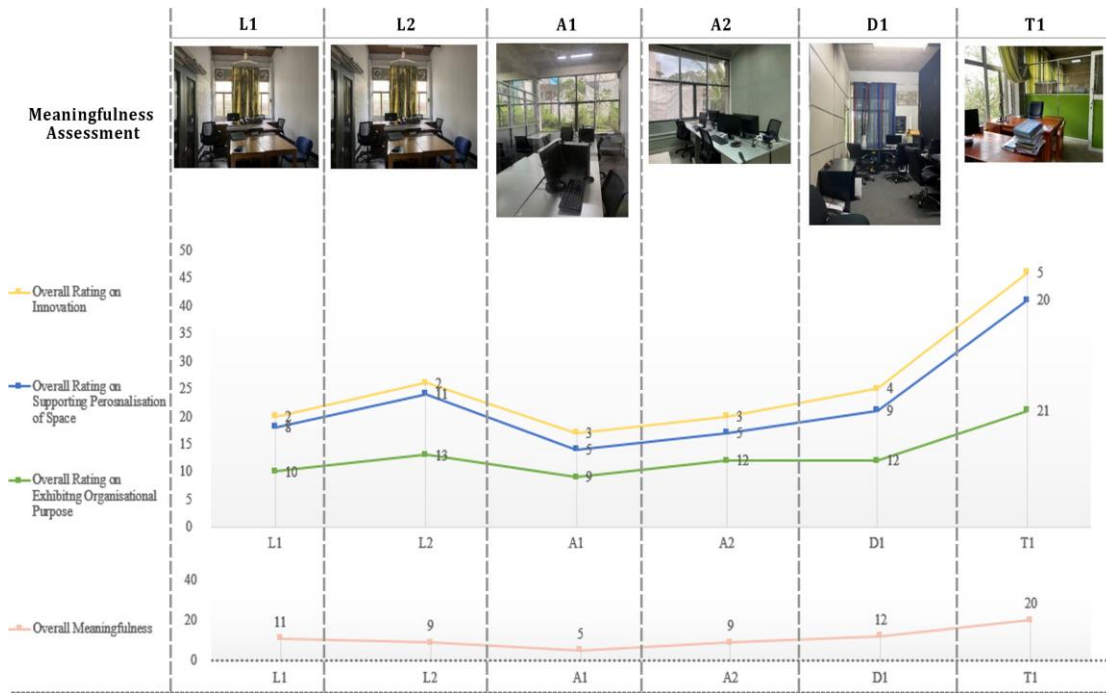 L1 L2 A1 A2 D1 T1
Meaningfulness
Assessment
50
45
40
35
30
25
20
15
10
5
0
Overall Rating on
Innovation
Overall Rating on
Supporting Perosnalisation
of Space
Overall Rating on
Exhibitng Organisational
Purpose
2 2 3 3 4 5
8 11 5 5 9 20
10 13 9 12 12 21
L1 L2 A1 A2 D1 T1
40
20
0
Overall Meaningfulness
11 9 5 9 12 20
L1 L2 A1 A2 D1 T1